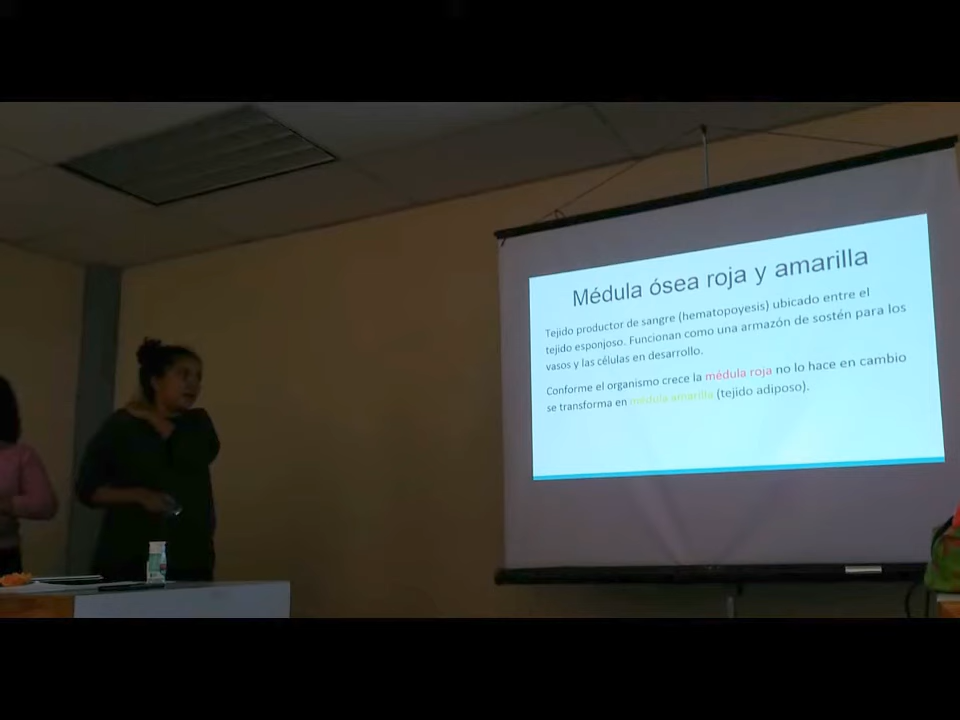 Médula ósea roja y amarilla
Tejido productor de sangre (hematopoyesis) ubicado entre el
tejido esponjoso. Funcionan como una armazón de sostén para los
vasos y las células en desarrollo.
Conforme el organismo crece la médula roja no lo hace en cambio
se transforma en médula amarilla (tejido adiposo).